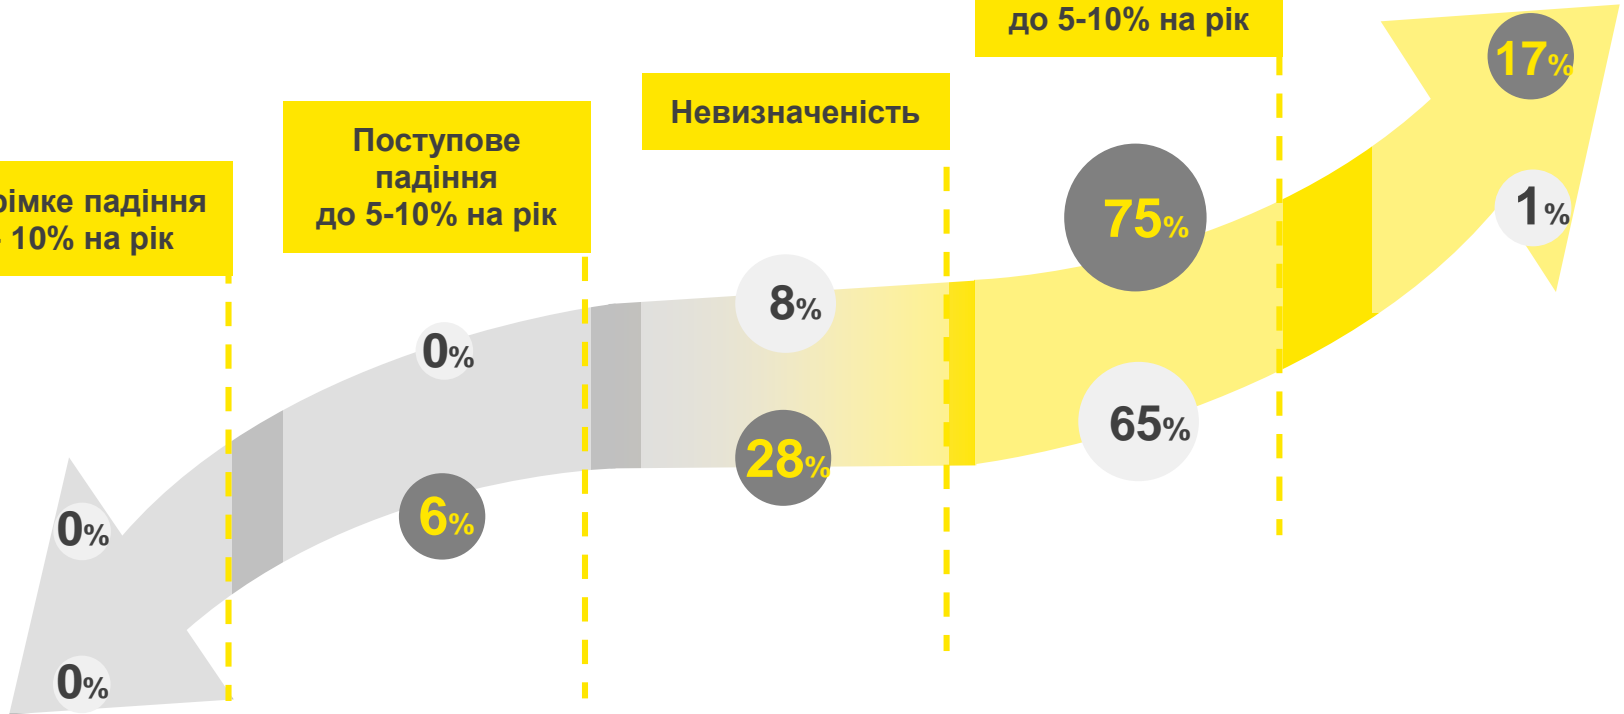 до 5-10% на рік
17%
Невизначеність
Поступове
падіння
до 5-10% на рік
падіння
10% на рік
75%
1%
8%
0%
65%
28%
6%
0%
0%